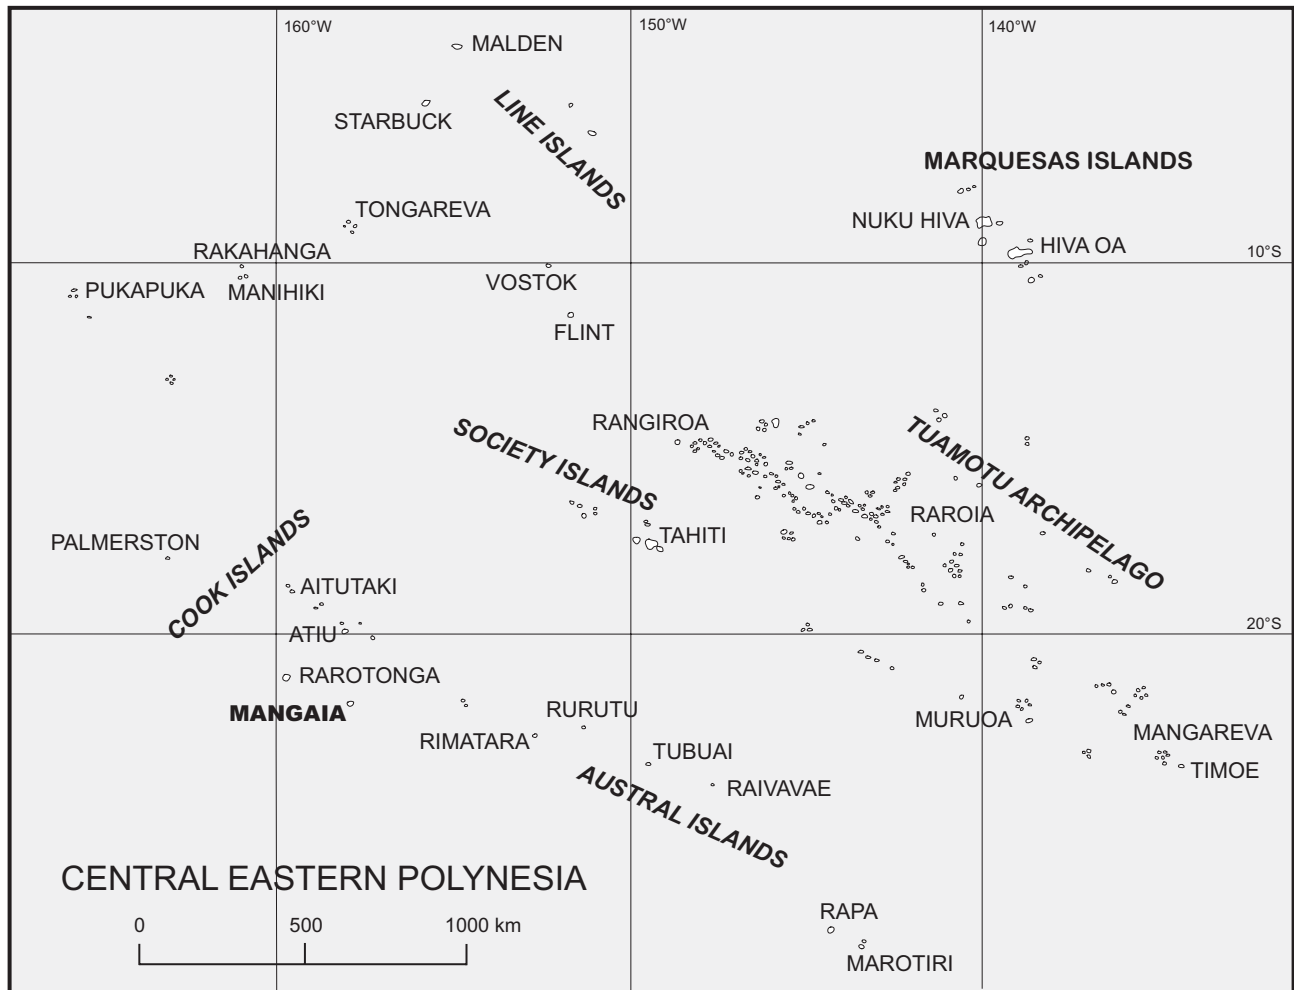 160°W
150°W
140°W
MALDEN
STARBUCK
LINE ISLANDS
MARQUESAS ISLANDS
TONGAREVA
NUKU HIVA
HIVA OA
RAKAHANGA
10°S
PUKAPUKA
MANIHIKI
VOSTOK
FLINT
RANGIROA
SOCIETY ISLANDS
TUAMOTU ARCHIPELAGO
RAROIA
TAHITI
PALMERSTON
COOK ISLANDS
AITUTAKI
ATIU
20°S
RAROTONGA
MANGAIA
RURUTU
RIMATARA
MURUOA
MANGAREVA
TUBUAI
TIMOE
RAIVAVAE
AUSTRAL ISLANDS
CENTRAL EASTERN POLYNESIA
0 500 1000 km
RAPA
MAROTIRI